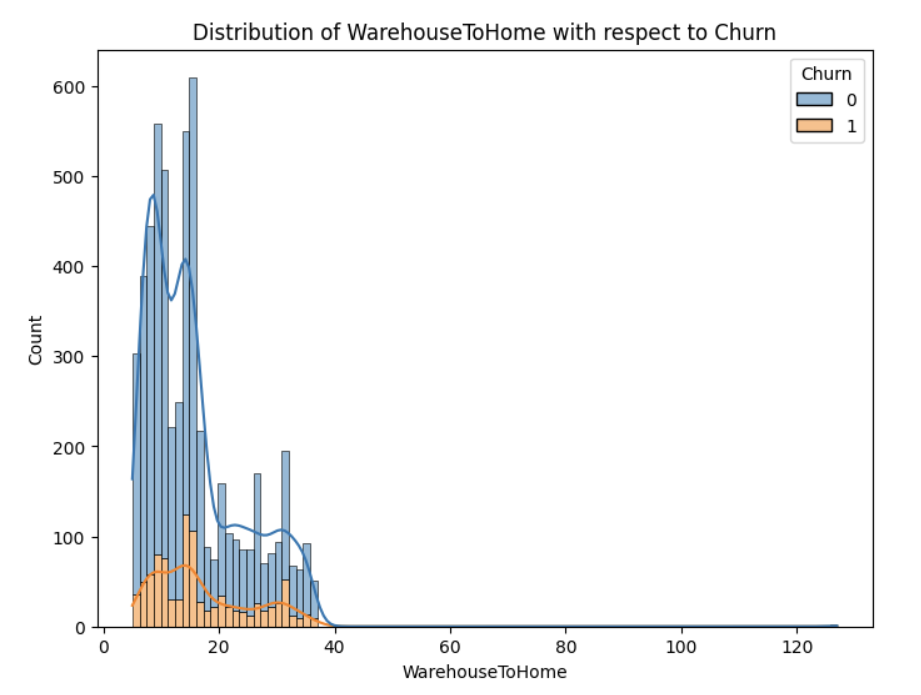 Distribution of WarehouseToHome with respect to Churn
Churn
0
1
600
500
400
300
200
100
0
Count
0 20 40 60 80 100 120
WarehouseToHome